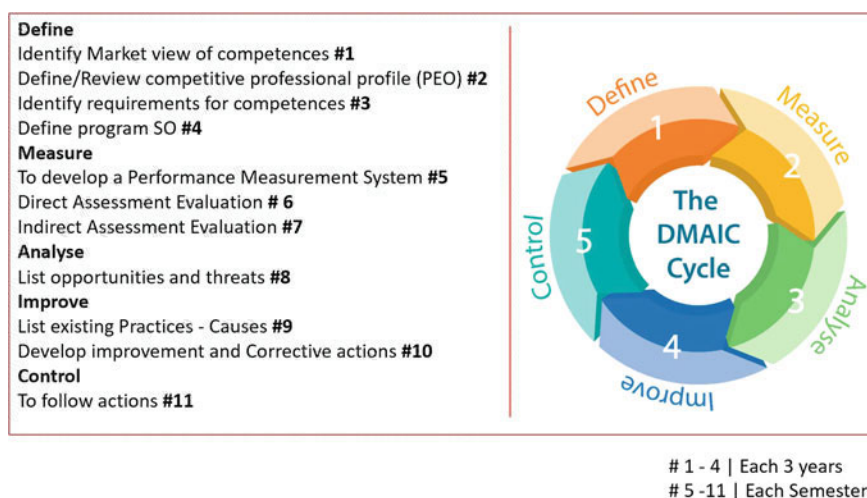 Define
Identify Market view of competences #1
Define/Review competitive professional profile (PEO) #2
Identify requirements for competences #3
Define program SO #4
Measure
To develop a Performance Measurement System #5
Direct Assessment Evaluation # 6
Indirect Assessment Evaluation #7
Analyse
List opportunities and threats #8
Improve
List existing Practices - Causes #9
Develop improvement and Corrective actions #10
Control
To follow actions #11
Define
1
Measure
2
Analyse
3
Improve
4
Control
5
The
DMAIC
Cycle
# 1 - 4 | Each 3 years
# 5 -11 | Each Semester